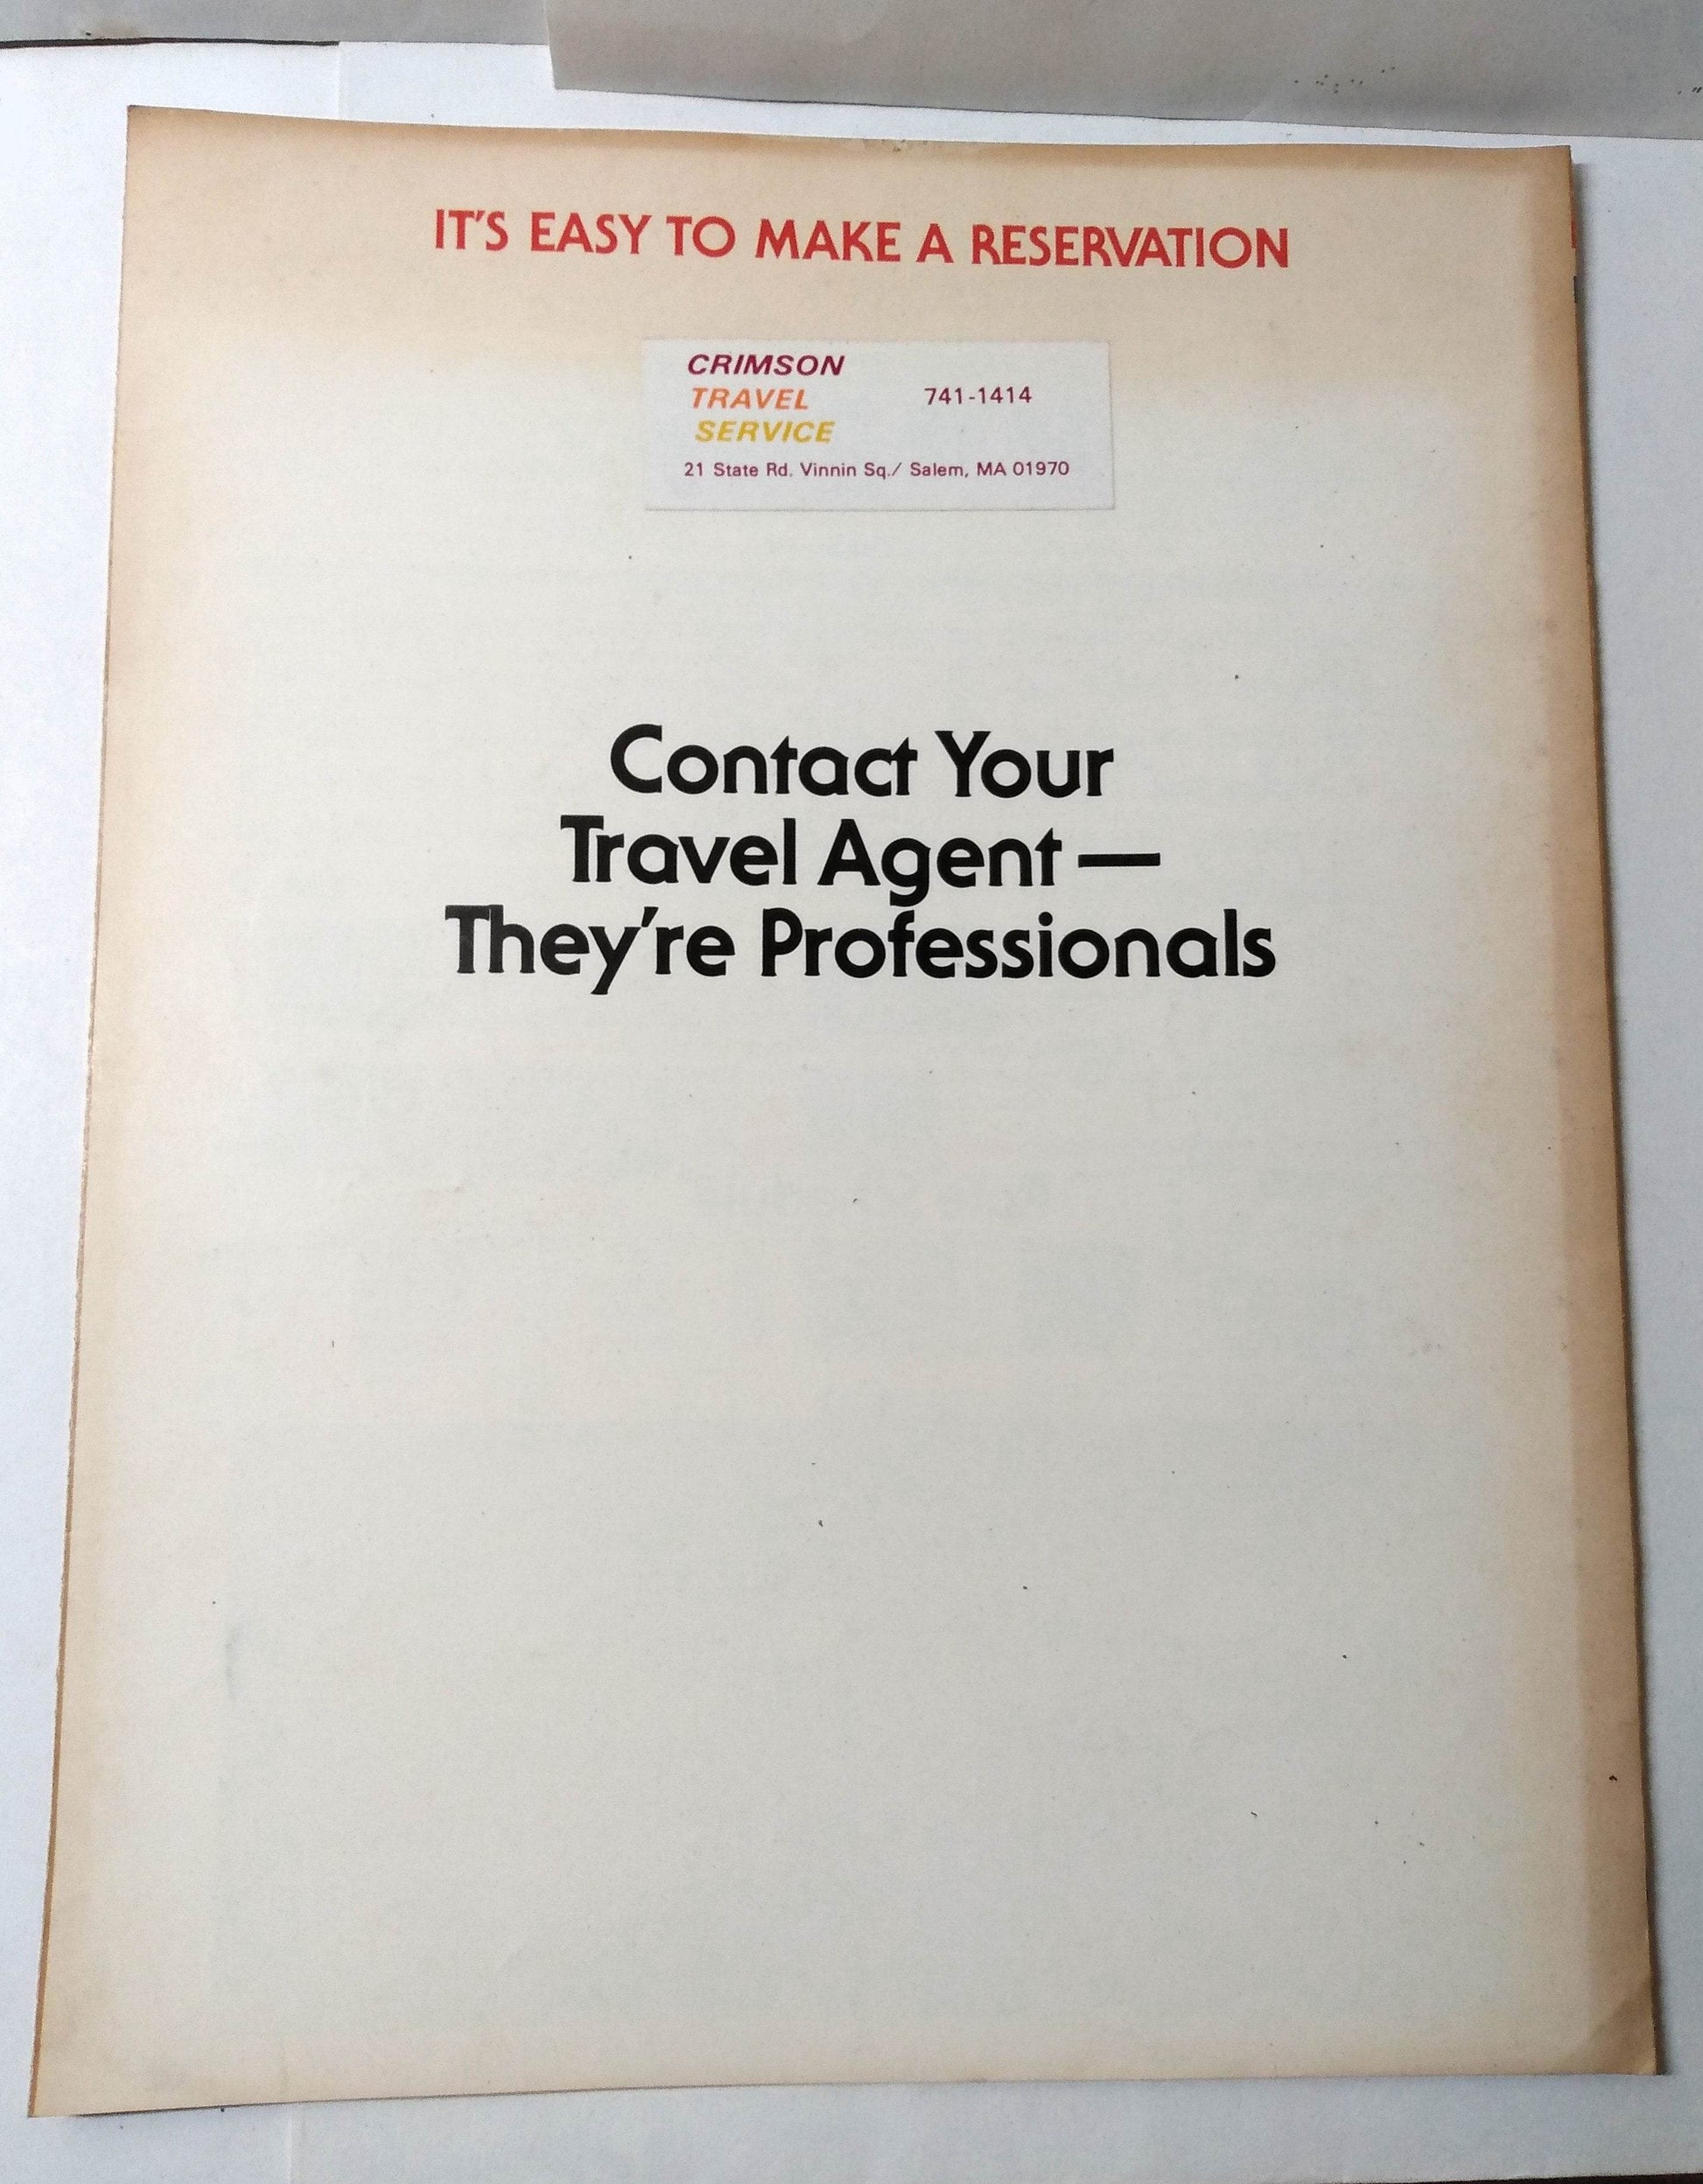 IT'S EASY TO MAKE A RESERVATION
CRIMSON
TRAVEL
SERVICE
741-1414
21 State Rd. Vinnin Sq./ Salem, MA 01970
Contact Your
Travel Agent —
They're Professionals